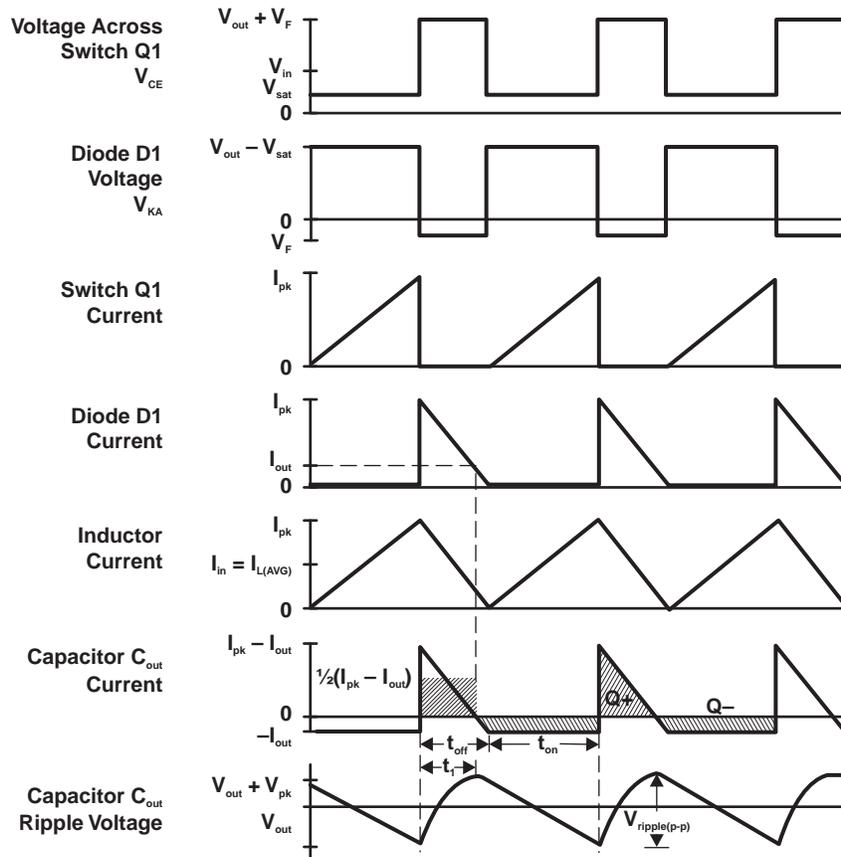 Voltage Across
Switch Q1
V_CE
V_out + V_F
V_in
V_sat
0
Diode D1
Voltage
V_KA
V_out – V_sat
0
V_F
Switch Q1
Current
I_pk
0
Diode D1
Current
I_pk
I_out
0
Inductor
Current
I_pk
I_in = I_L(AVG)
0
Capacitor C_out
Current
I_pk – I_out
½(I_pk – I_out)
0
–I_out
Q+
Q–
t_off
t_on
t_1
Capacitor C_out
Ripple Voltage
V_out + V_pk
V_out
V_ripple(p-p)